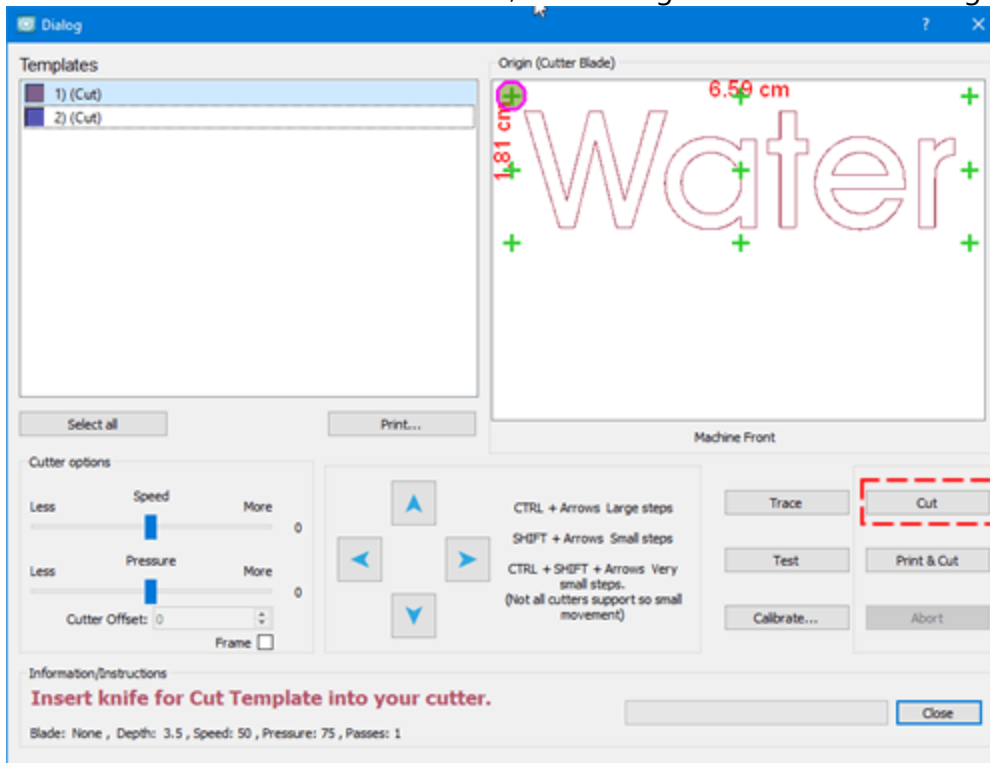 Dialog
?
Templates
1) (Cut)
2) (Cut)
Select all
Print...
Origin (Cutter Blade)
6.59 cm
1.81 cm
Water
Machine Front
Cutter options
Speed
Less
More
0
Pressure
Less
More
0
Cutter Offset: 0
Frame
CTRL + Arrows Large steps
SHIFT + Arrows Small steps
CTRL + SHIFT + Arrows Very
small steps.
(Not all cutters support so small
movement)
Trace
Test
Calibrate...
Cut
Print & Cut
Abort
Information/Instructions
Insert knife for Cut Template into your cutter.
Blade: None , Depth: 3.5 , Speed: 50 , Pressure: 75 , Passes: 1
Close